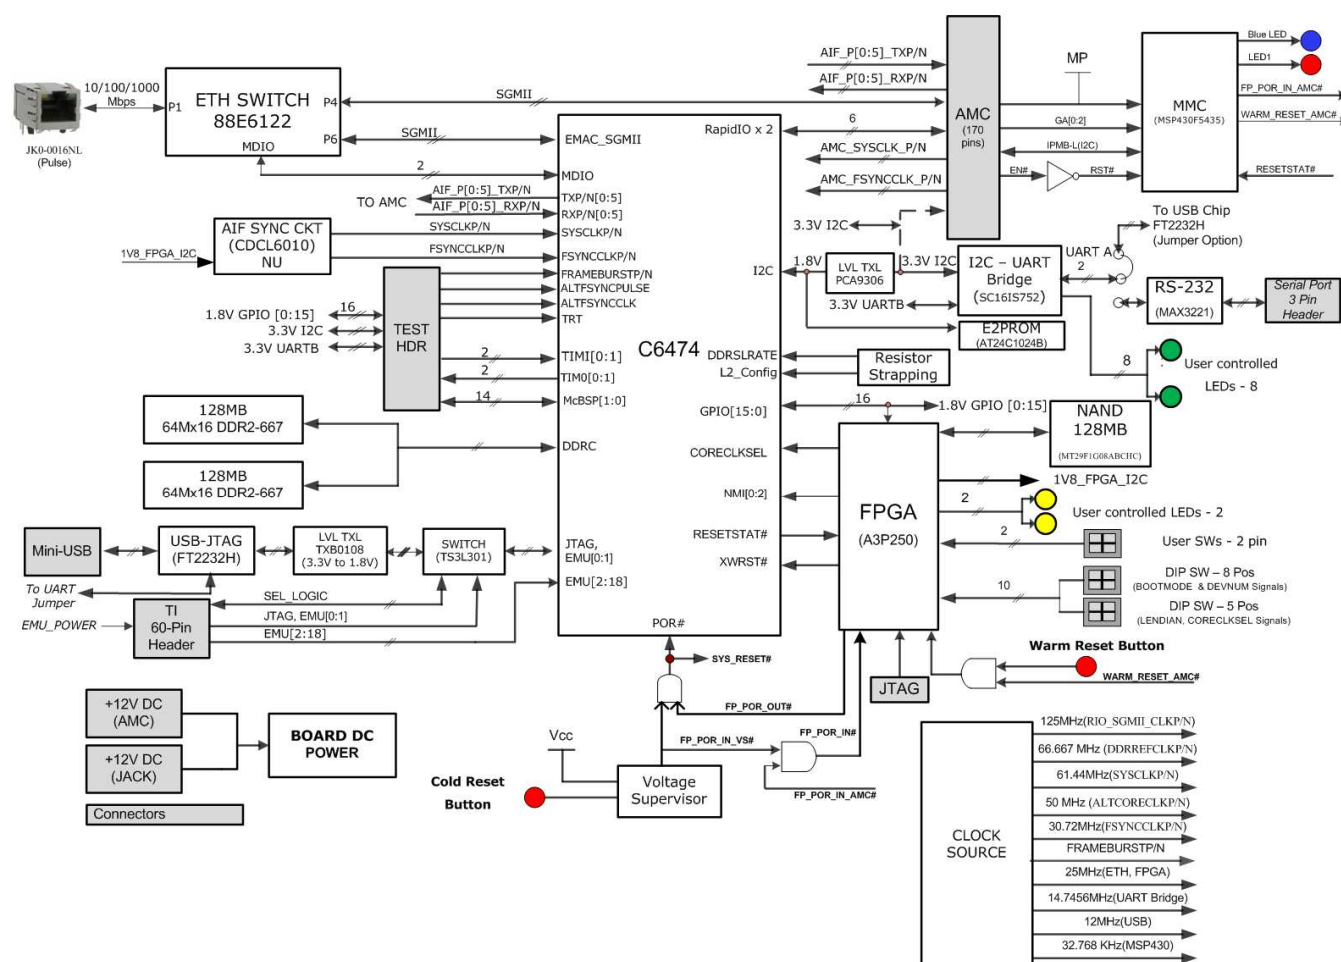 10/100/1000
Mbps
JK0-0016NL
(Pulse)
P1
ETH SWITCH
88E6122
P4
P6
MDIO
SGMII
SGMII
2
TO AMC
AIF_P[0:5]_TXP/N
AIF_P[0:5]_RXP/N
AIF SYNC CKT
(CDCL6010)
NU
1V8_FPGA_I2C
SYSCLKP/N
FSYNCCLKP/N
TEST
HDR
16
1.8V GPIO [0:15]
3.3V I2C
3.3V UARTB
2
2
14
128MB
64Mx16 DDR2-667
128MB
64Mx16 DDR2-667
Mini-USB
USB-JTAG
(FT2232H)
LVL TXL
TXB0108
(3.3V to 1.8V)
SWITCH
(TS3L301)
To UART
Jumper
EMU_POWER
TI
60-Pin
Header
SEL_LOGIC
JTAG, EMU[0:1]
EMU[2:18]
+12V DC
(AMC)
+12V DC
(JACK)
BOARD DC
POWER
Connectors
C6474
EMAC_SGMII
MDIO
TXP/N[0:5]
RXP/N[0:5]
SYSCLKP/N
FSYNCCLKP/N
FRAMEBURSTP/N
ALTFSYNCPULSE
ALTFSYNCCLK
TRT
TIMI[0:1]
TIM0[0:1]
McBSP[1:0]
DDRC
JTAG,
EMU[0:1]
EMU[2:18]
POR#
RapidIO x 2
I2C
DDRSLRATE
L2_Config
GPIO[15:0]
CORECLKSEL
NMI[0:2]
RESETSTAT#
XWRST#
AIF_P[0:5]_TXP/N
AIF_P[0:5]_RXP/N
6
AMC_SYSCLK_P/N
AMC_FSYNCCLK_P/N
AMC
(170
pins)
MP
GA[0:2]
IPMB-L(I2C)
EN#
RST#
MMC
(MSP430F5435)
Blue LED
LED1
FP_POR_IN_AMC#
WARM_RESET_AMC#
RESETSTAT#
3.3V I2C
1.8V
LVL TXL
PCA9306
3.3V I2C
3.3V UARTB
I2C – UART
Bridge
(SC16IS752)
E2PROM
(AT24C1024B)
UART A
2
To USB Chip
FT2232H
(Jumper Option)
RS-232
(MAX3221)
Serial Port
3 Pin
Header
8
User controlled
LEDs - 8
Resistor
Strapping
16
1.8V GPIO [0:15]
NAND
128MB
(MT29F1G08ABCHC)
FPGA
(A3P250)
1V8_FPGA_I2C
2
User controlled LEDs - 2
2
User SWs - 2 pin
10
DIP SW – 8 Pos
(BOOTMODE & DEVNUM Signals)
DIP SW – 5 Pos
(LENDIAN, CORECLKSEL Signals)
JTAG
Warm Reset Button
WARM_RESET_AMC#
SYS_RESET#
FP_POR_OUT#
FP_POR_IN_VS#
FP_POR_IN#
FP_POR_IN_AMC#
Vcc
Cold Reset
Button
Voltage
Supervisor
CLOCK
SOURCE
125MHz(RIO_SGMII_CLKP/N)
66.667 MHz (DDRREFCLKP/N)
61.44MHz(SYSCLKP/N)
50 MHz (ALTCORECLKP/N)
30.72MHz(FSYNCCLKP/N)
FRAMEBURSTP/N
25MHz(ETH, FPGA)
14.7456MHz(UART Bridge)
12MHz(USB)
32.768 KHz(MSP430)